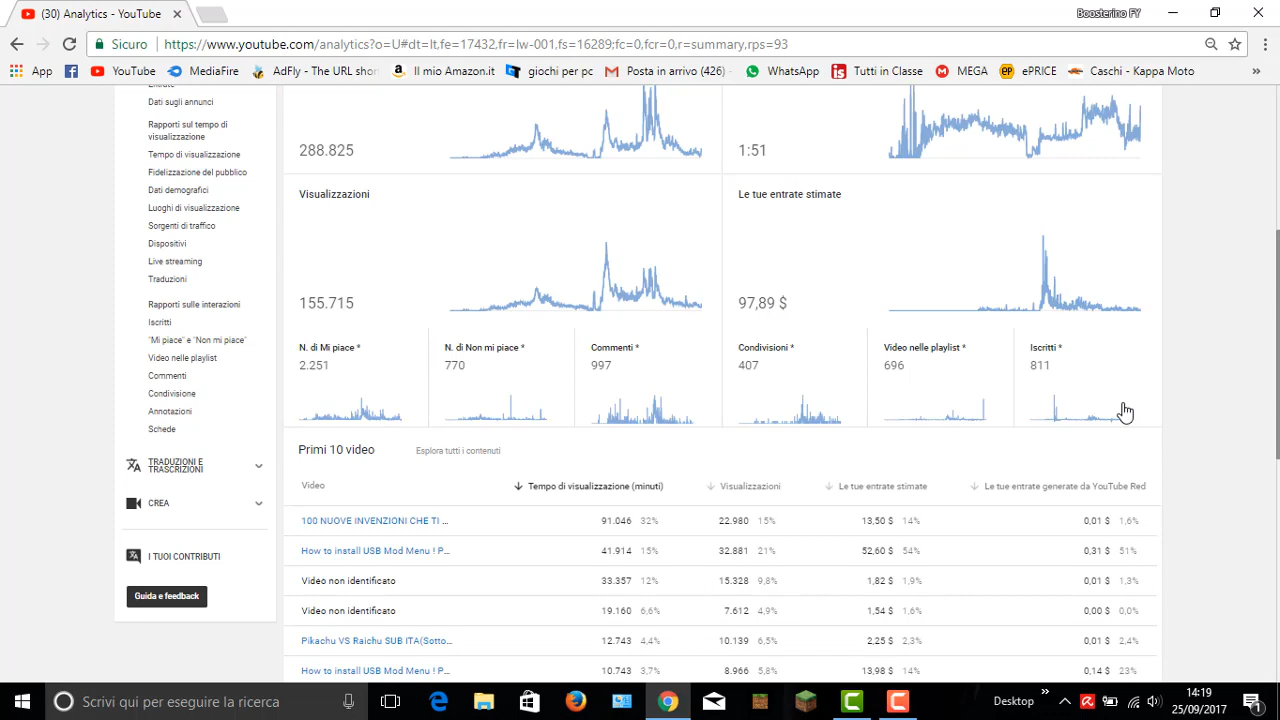 (30) Analytics - YouTube
Boosterino FY
Sicuro
https://www.youtube.com/analytics?o=U#dt=lt,fe=17432,fr=lw-001,fs=16289;fc=0,fcr=0,r=summary,rps=93
App
YouTube
MediaFire
AdFly - The URL shor
Il mio Amazon.it
giochi per pc
Posta in arrivo (426)
WhatsApp
Tutti in Classe
MEGA
ePRICE
Caschi - Kappa Moto
Entrate
Dati sugli annunci
Rapporti sul tempo di
visualizzazione
Tempo di visualizzazione
Fidelizzazione del pubblico
Dati demografici
Luoghi di visualizzazione
Sorgenti di traffico
Dispositivi
Live streaming
Traduzioni
Rapporti sulle interazioni
Iscritti
"Mi piace" e "Non mi piace"
Video nelle playlist
Commenti
Condivisione
Annotazioni
Schede
TRADUZIONI E
TRASCRIZIONI
CREA
I TUOI CONTRIBUTI
Guida e feedback
288.825
1:51
Visualizzazioni
Le tue entrate stimate
155.715
97,89 $
N. di Mi piace *
N. di Non mi piace *
Commenti *
Condivisioni *
Video nelle playlist *
Iscritti *
2.251
770
997
407
696
811
Primi 10 video
Esplora tutti i contenuti
Video
Tempo di visualizzazione (minuti)
Visualizzazioni
Le tue entrate stimate
Le tue entrate generate da YouTube Red
100 NUOVE INVENZIONI CHE TI ... 91.046 32% 22.980 15% 13,50 $ 14% 0,01 $ 1,6%
How to install USB Mod Menu ! P... 41.914 15% 32.881 21% 52,60 $ 54% 0,31 $ 51%
Video non identificato 33.357 12% 15.328 9,8% 1,82 $ 1,9% 0,01 $ 1,3%
Video non identificato 19.160 6,6% 7.612 4,9% 1,54 $ 1,6% 0,00 $ 0,0%
Pikachu VS Raichu SUB ITA(Sotto... 12.743 4,4% 10.139 6,5% 2,25 $ 2,3% 0,01 $ 2,4%
How to install USB Mod Menu ! P... 10.743 3,7% 8.966 5,8% 13,98 $ 14% 0,14 $ 23%
Scrivi qui per eseguire la ricerca
Desktop
14:19
25/09/2017